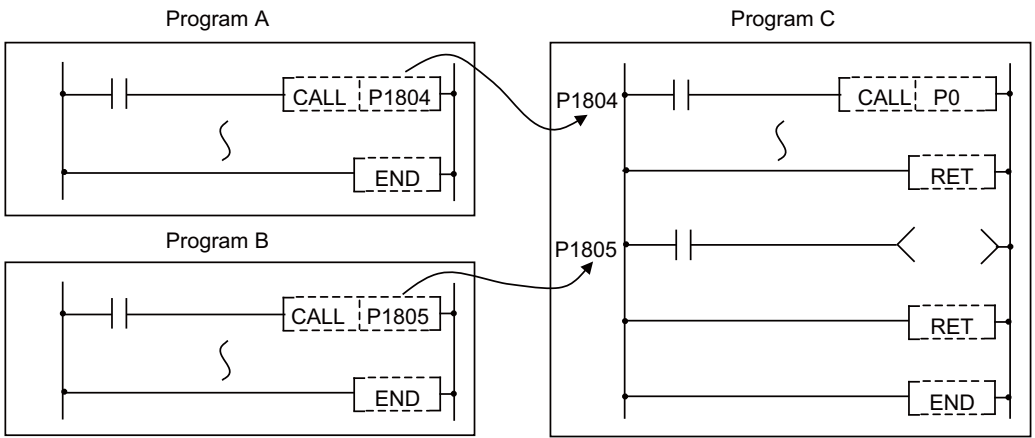 Program A
CALL P1804
END
Program B
CALL P1805
END
Program C
P1804
CALL P0
RET
P1805
RET
END